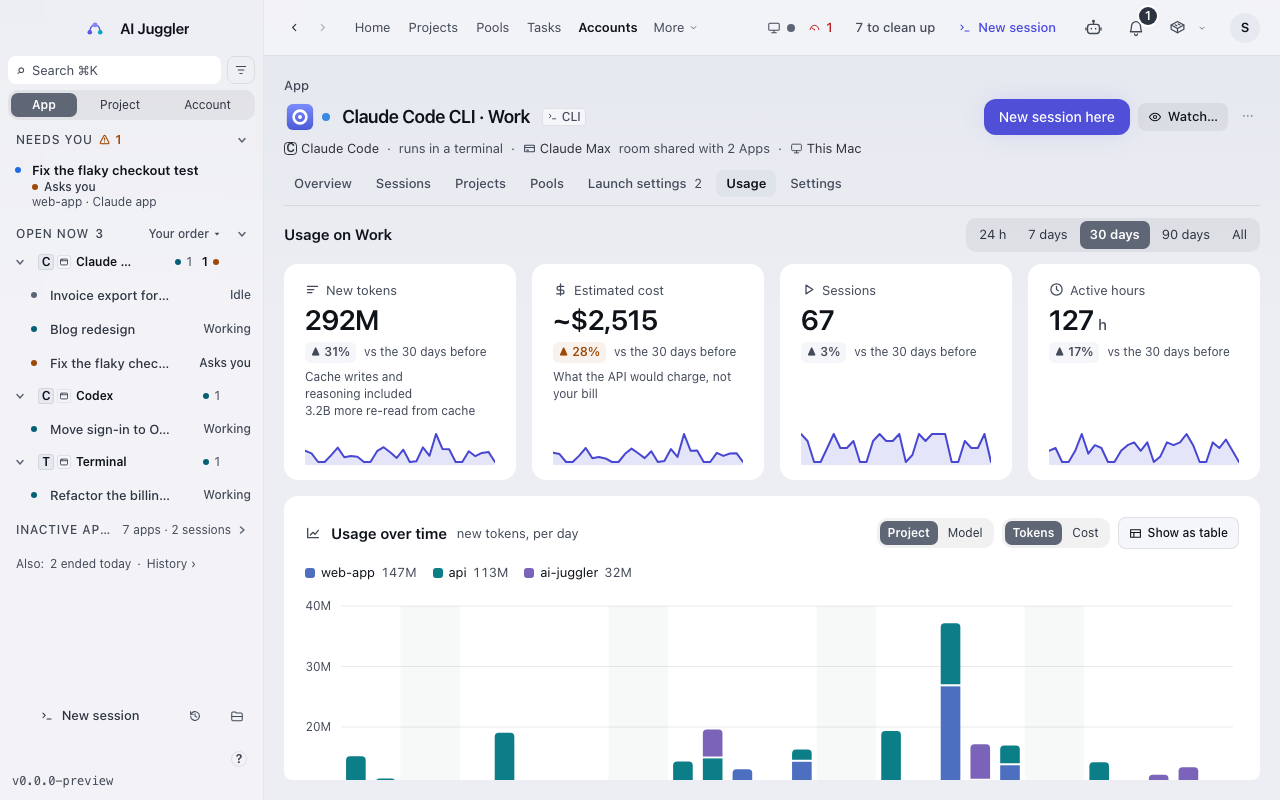 AI Juggler
Search ⌘K
App Project Account
NEEDS YOU 1
Fix the flaky checkout test
Asks you
web-app · Claude app
OPEN NOW 3 Your order
C Claude ... 1 1
Invoice export for... Idle
Blog redesign Working
Fix the flaky chec... Asks you
C Codex 1
Move sign-in to O... Working
T Terminal 1
Refactor the billin... Working
INACTIVE AP... 7 apps · 2 sessions
Also: 2 ended today · History ›
New session
?
v0.0.0-preview
Home Projects Pools Tasks Accounts More
1 7 to clean up New session 1 S
App
Claude Code CLI · Work CLI
New session here Watch... ...
C Claude Code · runs in a terminal · Claude Max room shared with 2 Apps · This Mac
Overview Sessions Projects Pools Launch settings 2 Usage Settings
Usage on Work
24 h 7 days 30 days 90 days All
New tokens
292M
▲ 31% vs the 30 days before
Cache writes and
reasoning included
3.2B more re-read from cache
$ Estimated cost
~$2,515
▲ 28% vs the 30 days before
What the API would charge, not
your bill
Sessions
67
▲ 3% vs the 30 days before
Active hours
127 h
▲ 17% vs the 30 days before
Usage over time new tokens, per day
Project Model Tokens Cost Show as table
web-app 147M api 113M ai-juggler 32M
40M
30M
20M